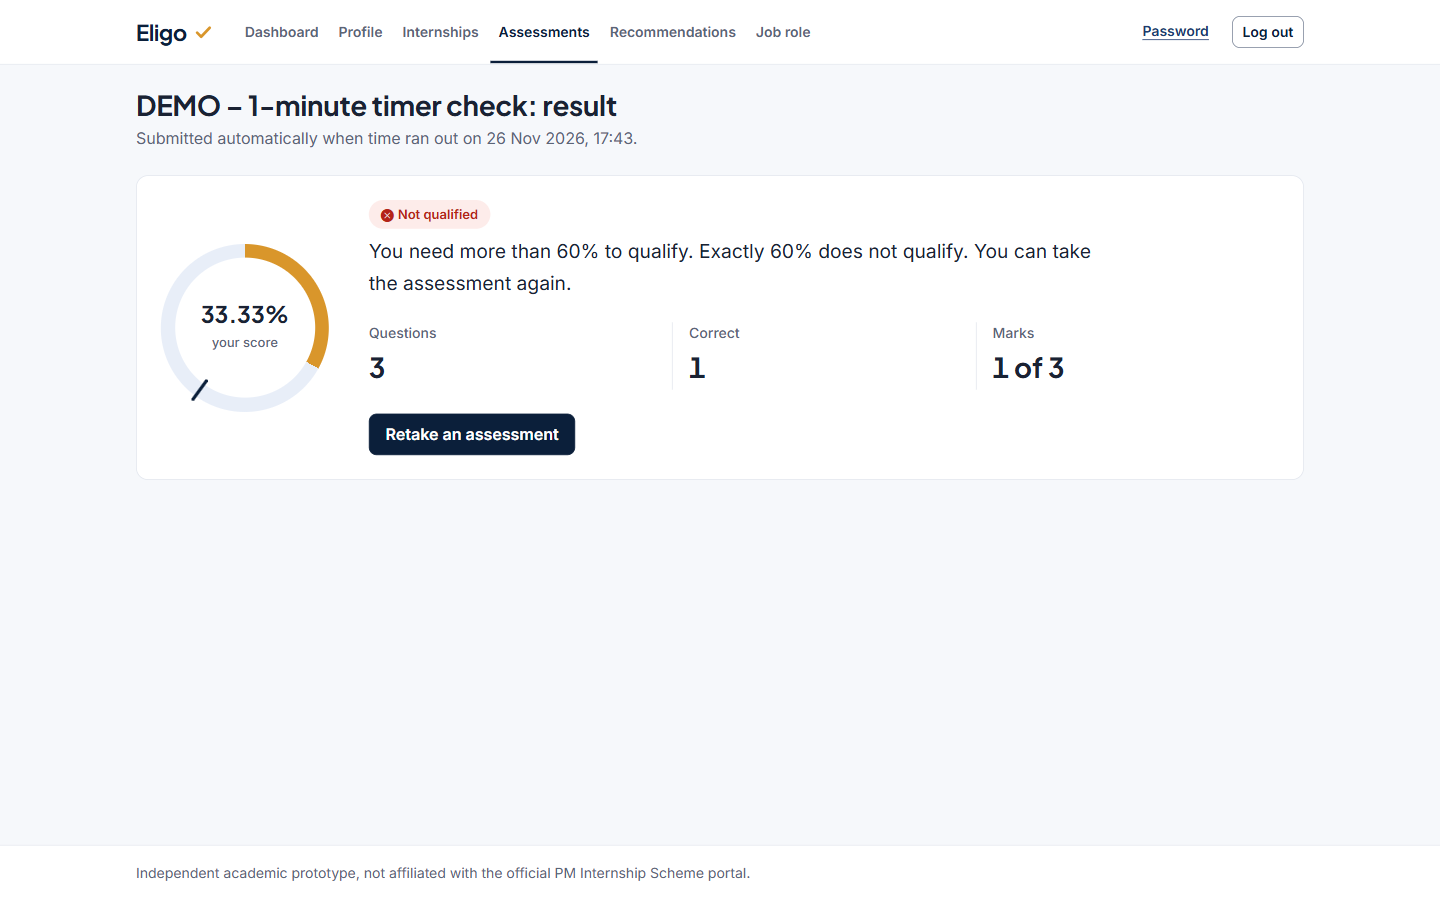 Eligo
Dashboard
Profile
Internships
Assessments
Recommendations
Job role
Password
Log out
DEMO – 1-minute timer check: result
Submitted automatically when time ran out on 26 Nov 2026, 17:43.
Not qualified
You need more than 60% to qualify. Exactly 60% does not qualify. You can take
the assessment again.
33.33%
your score
Questions
3
Correct
1
Marks
1 of 3
Retake an assessment
Independent academic prototype, not affiliated with the official PM Internship Scheme portal.